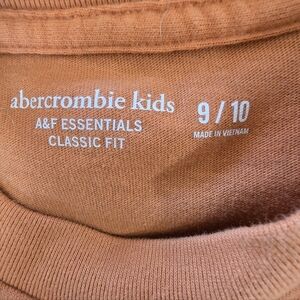 abercrombie kids
A&F ESSENTIALS
CLASSIC FIT
9 / 10
MADE IN VIETNAM